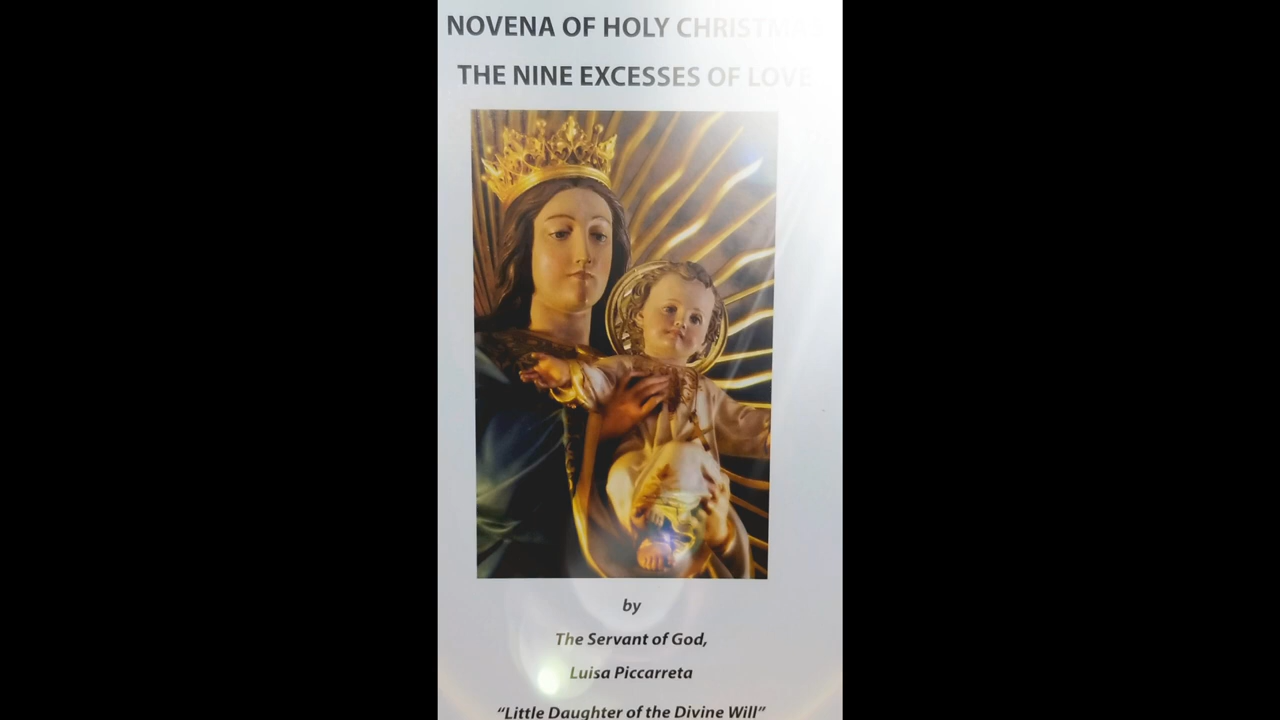 NOVENA OF HOLY CHRISTMAS
THE NINE EXCESSES OF LOVE
by
The Servant of God,
Luisa Piccarreta
“Little Daughter of the Divine Will”